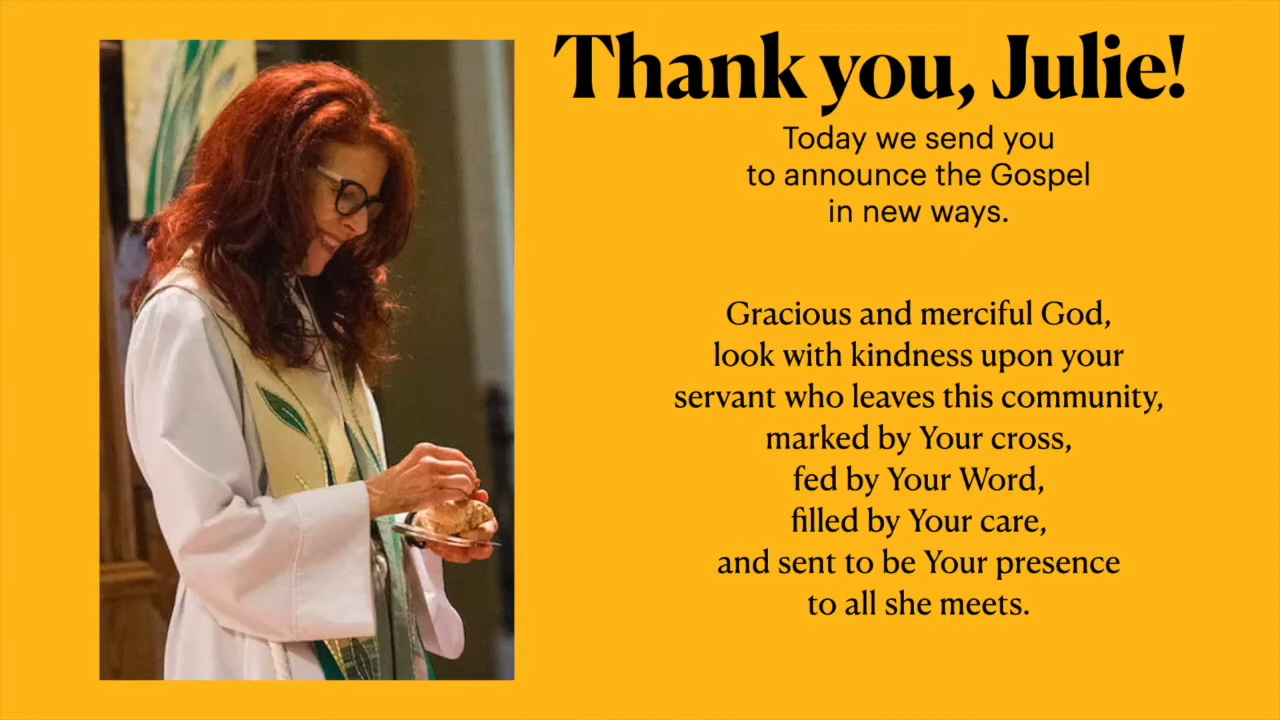 Thank you, Julie!
Today we send you
to announce the Gospel
in new ways.
Gracious and merciful God,
look with kindness upon your
servant who leaves this community,
marked by Your cross,
fed by Your Word,
filled by Your care,
and sent to be Your presence
to all she meets.